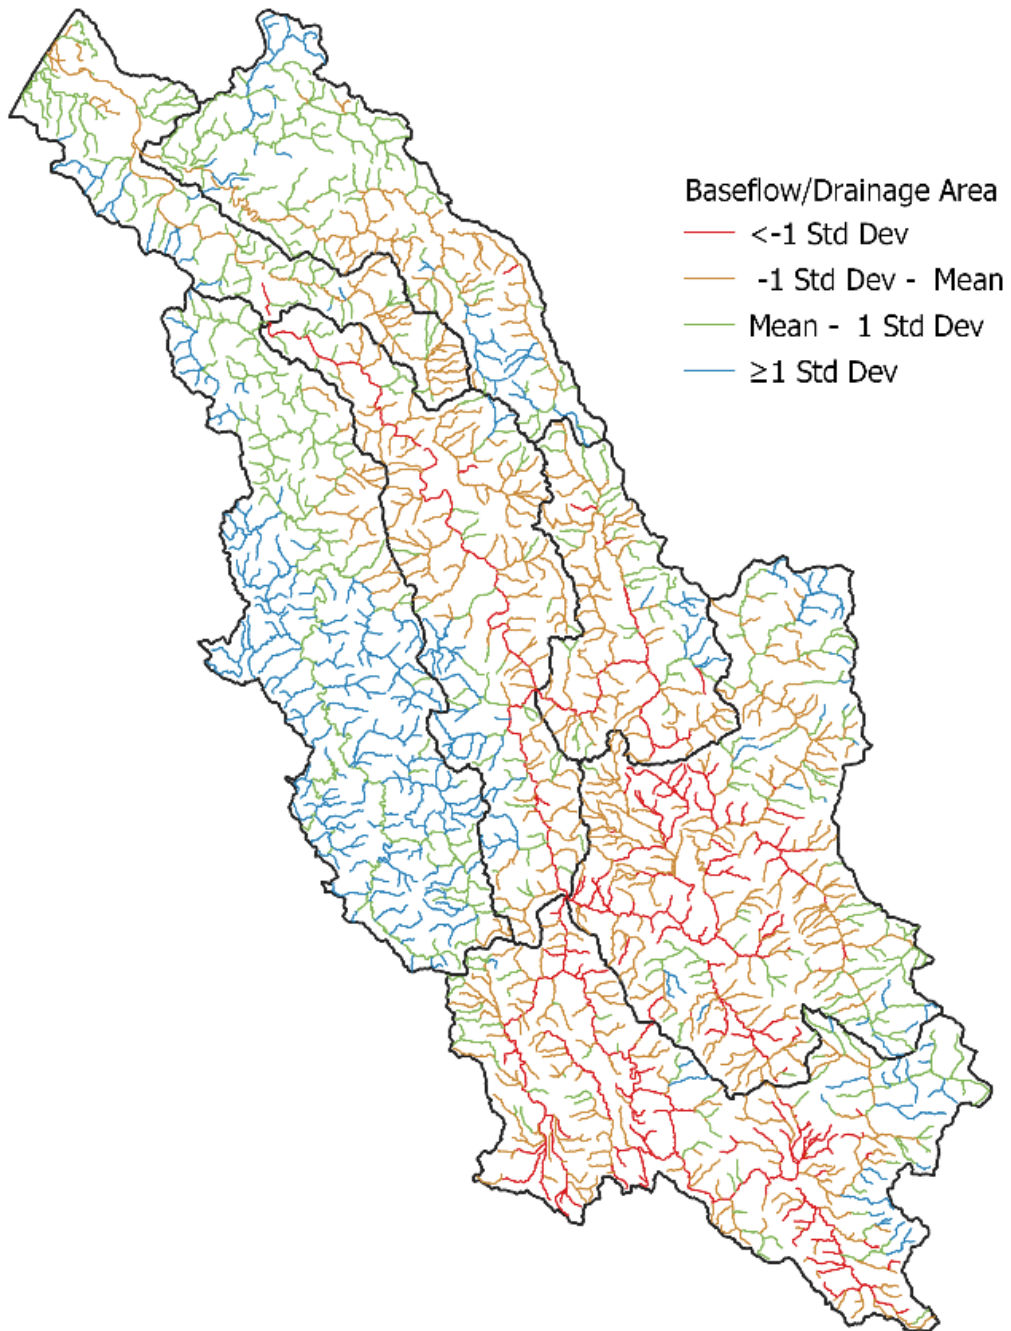 Baseflow/Drainage Area
<-1 Std Dev
-1 Std Dev - Mean
Mean - 1 Std Dev
≥1 Std Dev